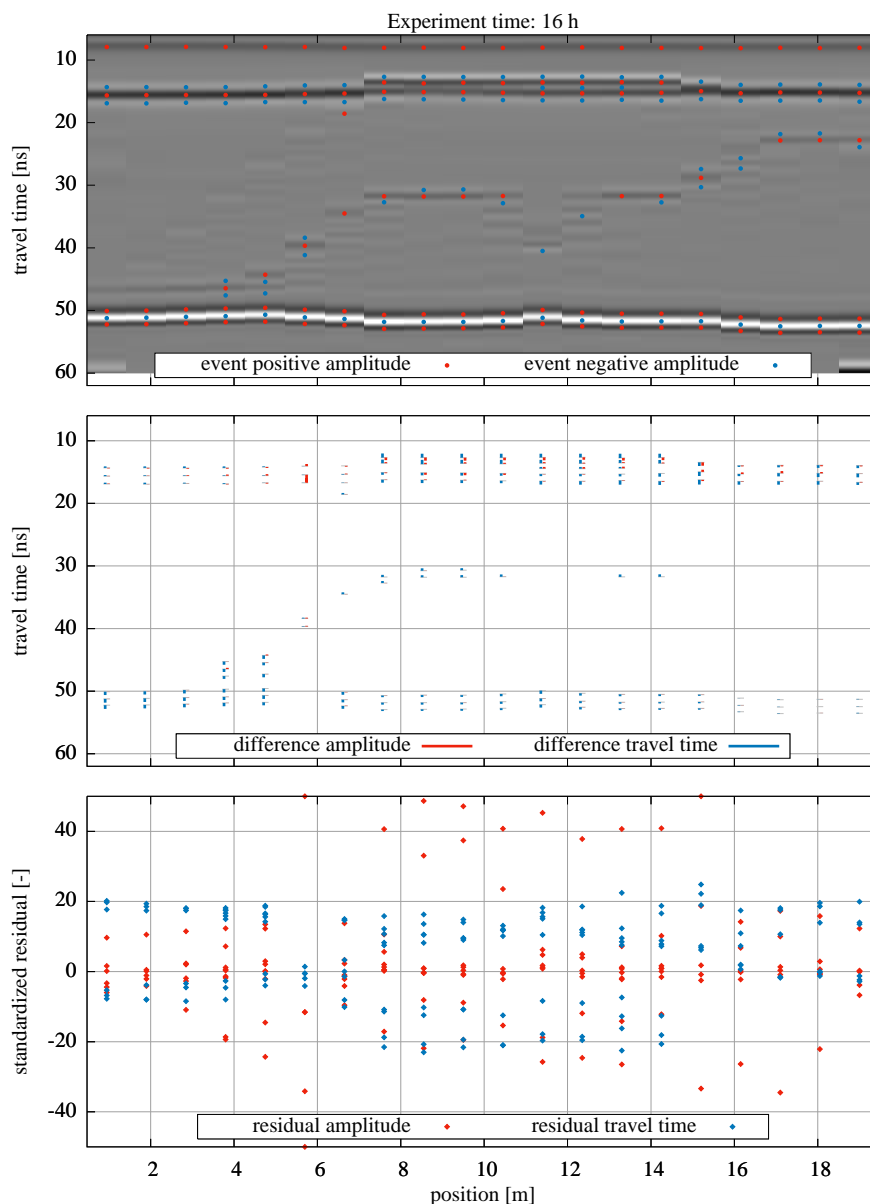 Experiment time: 16 h
10
20
30
40
50
60
travel time [ns]
event positive amplitude event negative amplitude
10
20
30
40
50
60
travel time [ns]
difference amplitude difference travel time
40
20
0
-20
-40
standardized residual [-]
residual amplitude residual travel time
2 4 6 8 10 12 14 16 18
position [m]